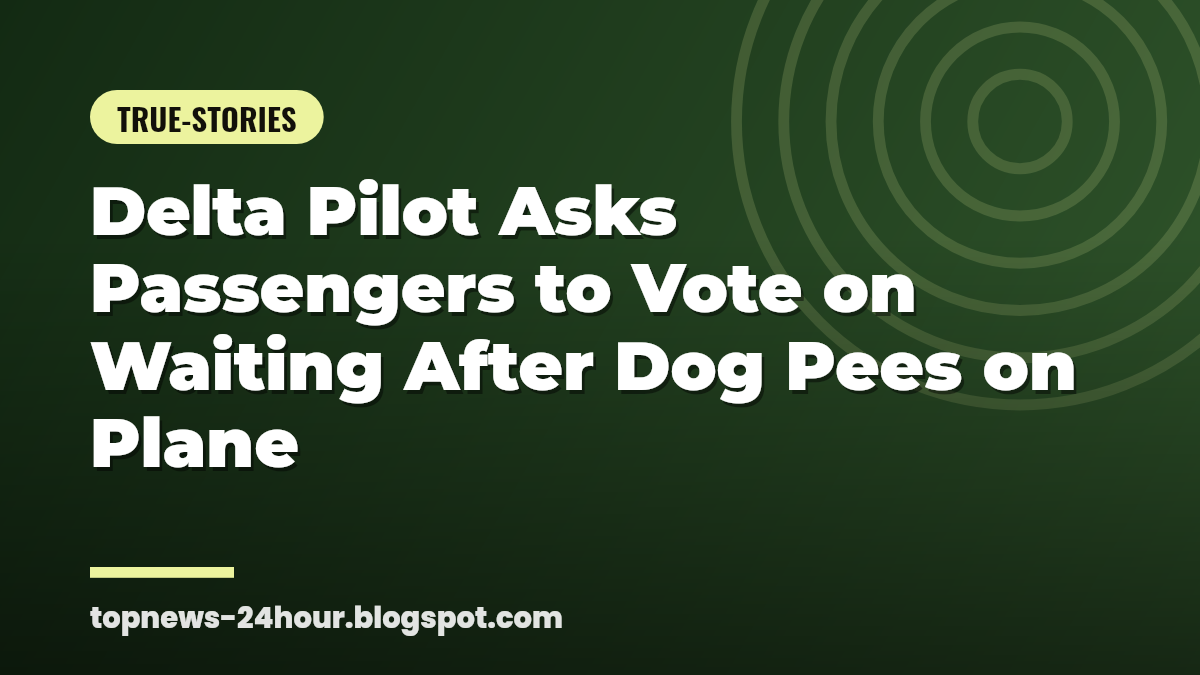 TRUE-STORIES
Delta Pilot Asks
Passengers to Vote on
Waiting After Dog Pees on
Plane
topnews-24hour.blogspot.com